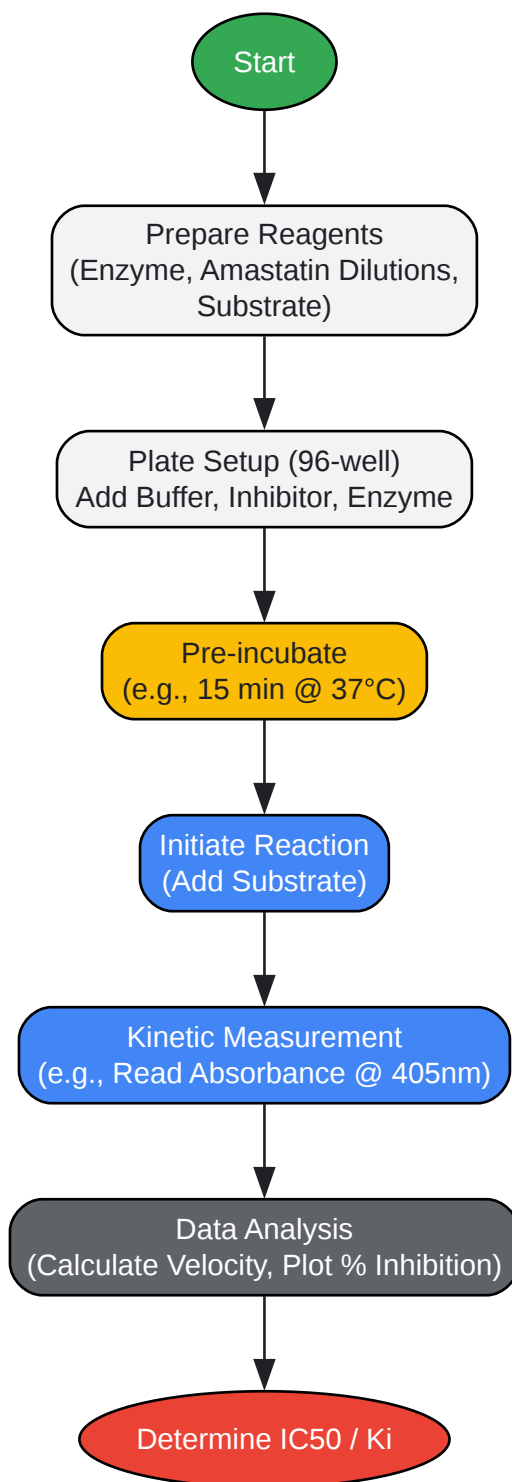 Start
Prepare Reagents
(Enzyme, Amastatin Dilutions,
Substrate)
Plate Setup (96-well)
Add Buffer, Inhibitor, Enzyme
Pre-incubate
(e.g., 15 min @ 37°C)
Initiate Reaction
(Add Substrate)
Kinetic Measurement
(e.g., Read Absorbance @ 405nm)
Data Analysis
(Calculate Velocity, Plot % Inhibition)
Determine IC50 / Ki